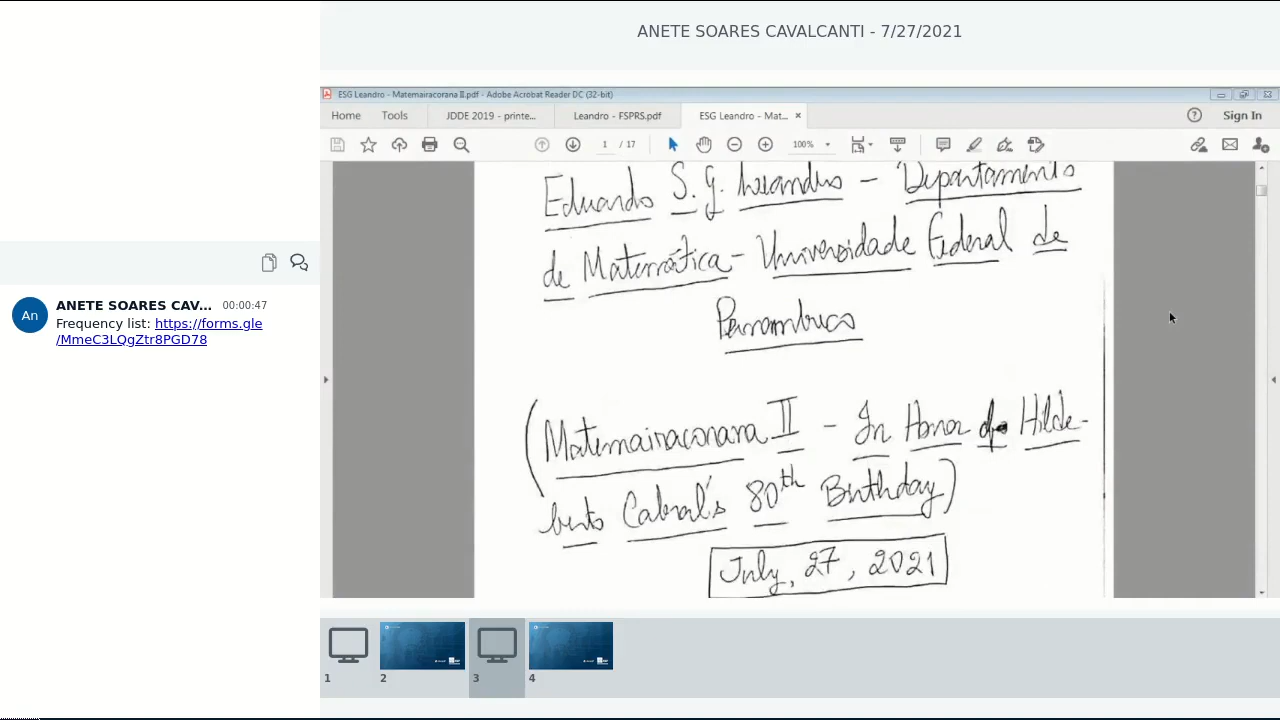 ANETE SOARES CAVALCANTI - 7/27/2021
ESG Leandro - Matemairacorana II.pdf - Adobe Acrobat Reader DC (32-bit)
Home Tools JDDE 2019 - printe... Leandro - FSPRS.pdf ESG Leandro - Mat... × Sign In
1 / 17 100%
Eduardo S. G. Leandro - Departamento
de Matemática - Universidade Federal de
Pernambuco
(Matemairacorana II - In Honor of Hilde-
berto Cabral's 80th Birthday)
July, 27, 2021
An
ANETE SOARES CAV... 00:00:47
Frequency list: https://forms.gle
/MmeC3LQgZtr8PGD78
1 2 3 4